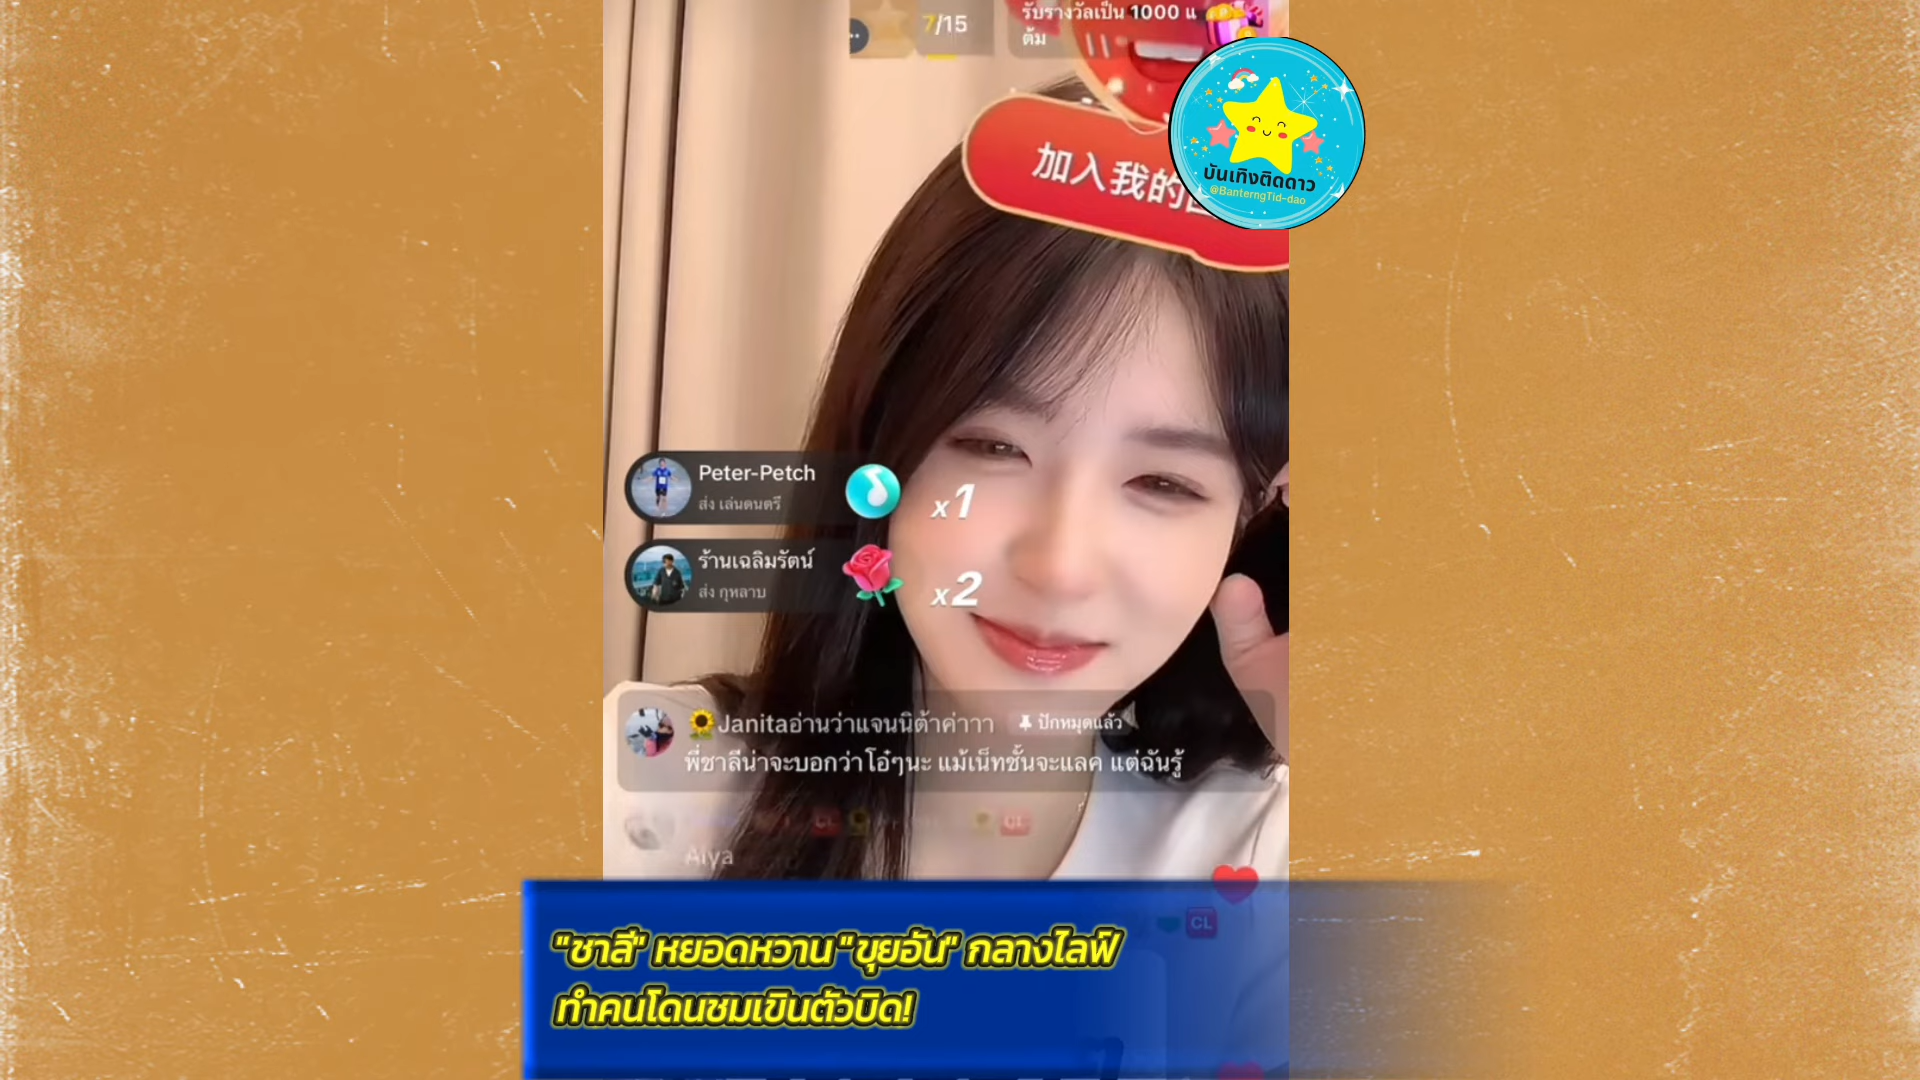 7/15
รับรางวัลเป็น 1000 แ
ต้ม
加入我的
บันเทิงติดดาว
@BanterngTid-dao
Peter-Petch
ส่ง เล่นดนตรี
x1
ร้านเฉลิมรัตน์
ส่ง กุหลาบ
x2
Janitaอ่านว่าแจนนิต้าค่าาา ปักหมุดแล้ว
พี่ชาลีน่าจะบอกว่าโอ๋ๆนะ แม้เน็ทชั้นจะแลค แต่ฉันรู้
CL CL
Aiya
CL
"ชาลี" หยอดหวาน "ขุยอัน" กลางไลฟ์
ทำคนโดนชมเขินตัวบิด!